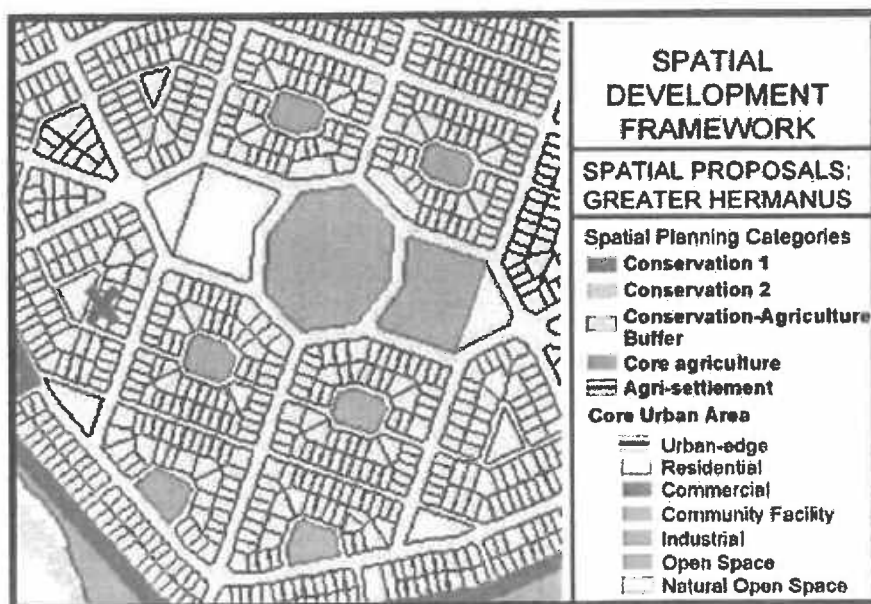 SPATIAL
DEVELOPMENT
FRAMEWORK
SPATIAL PROPOSALS:
GREATER HERMANUS
Spatial Planning Categories
Conservation 1
Conservation 2
Conservation-Agriculture
Buffer
Core agriculture
Agri-settlement
Core Urban Area
Urban-edge
Residential
Commercial
Community Facility
Industrial
Open Space
Natural Open Space